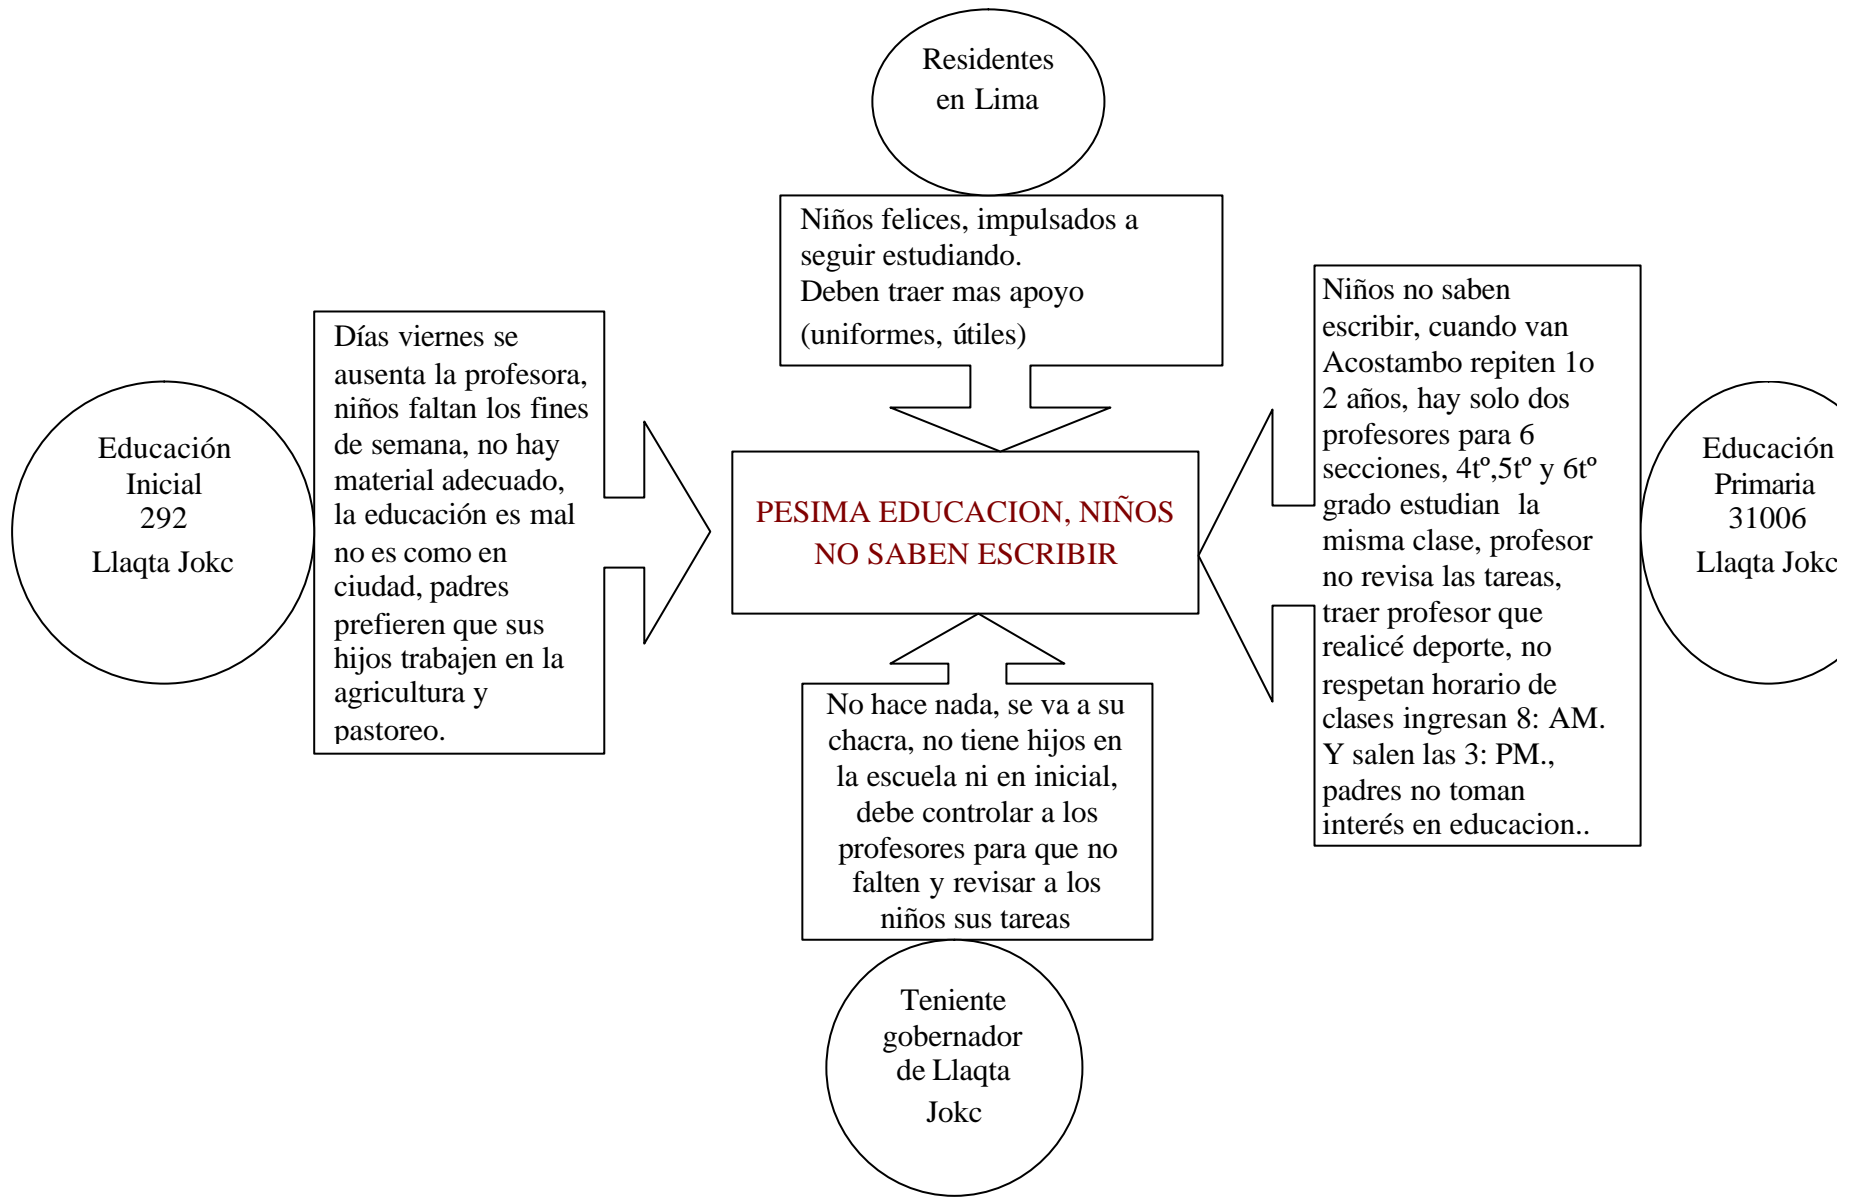 Residentes
en Lima
Niños felices, impulsados a
seguir estudiando.
Deben traer mas apoyo
(uniformes, útiles)
Educación
Inicial
292
Llaqta Jokc
Días viernes se
ausenta la profesora,
niños faltan los fines
de semana, no hay
material adecuado,
la educación es mal
no es como en
ciudad, padres
prefieren que sus
hijos trabajen en la
agricultura y
pastoreo.
PESIMA EDUCACION, NIÑOS
NO SABEN ESCRIBIR
Niños no saben
escribir, cuando van
Acostambo repiten 1o
2 años, hay solo dos
profesores para 6
secciones, 4tº,5tº y 6tº
grado estudian la
misma clase, profesor
no revisa las tareas,
traer profesor que
realicé deporte, no
respetan horario de
clases ingresan 8: AM.
Y salen las 3: PM.,
padres no toman
interés en educacion..
Educación
Primaria
31006
Llaqta Jokc
No hace nada, se va a su
chacra, no tiene hijos en
la escuela ni en inicial,
debe controlar a los
profesores para que no
falten y revisar a los
niños sus tareas
Teniente
gobernador
de Llaqta
Jokc